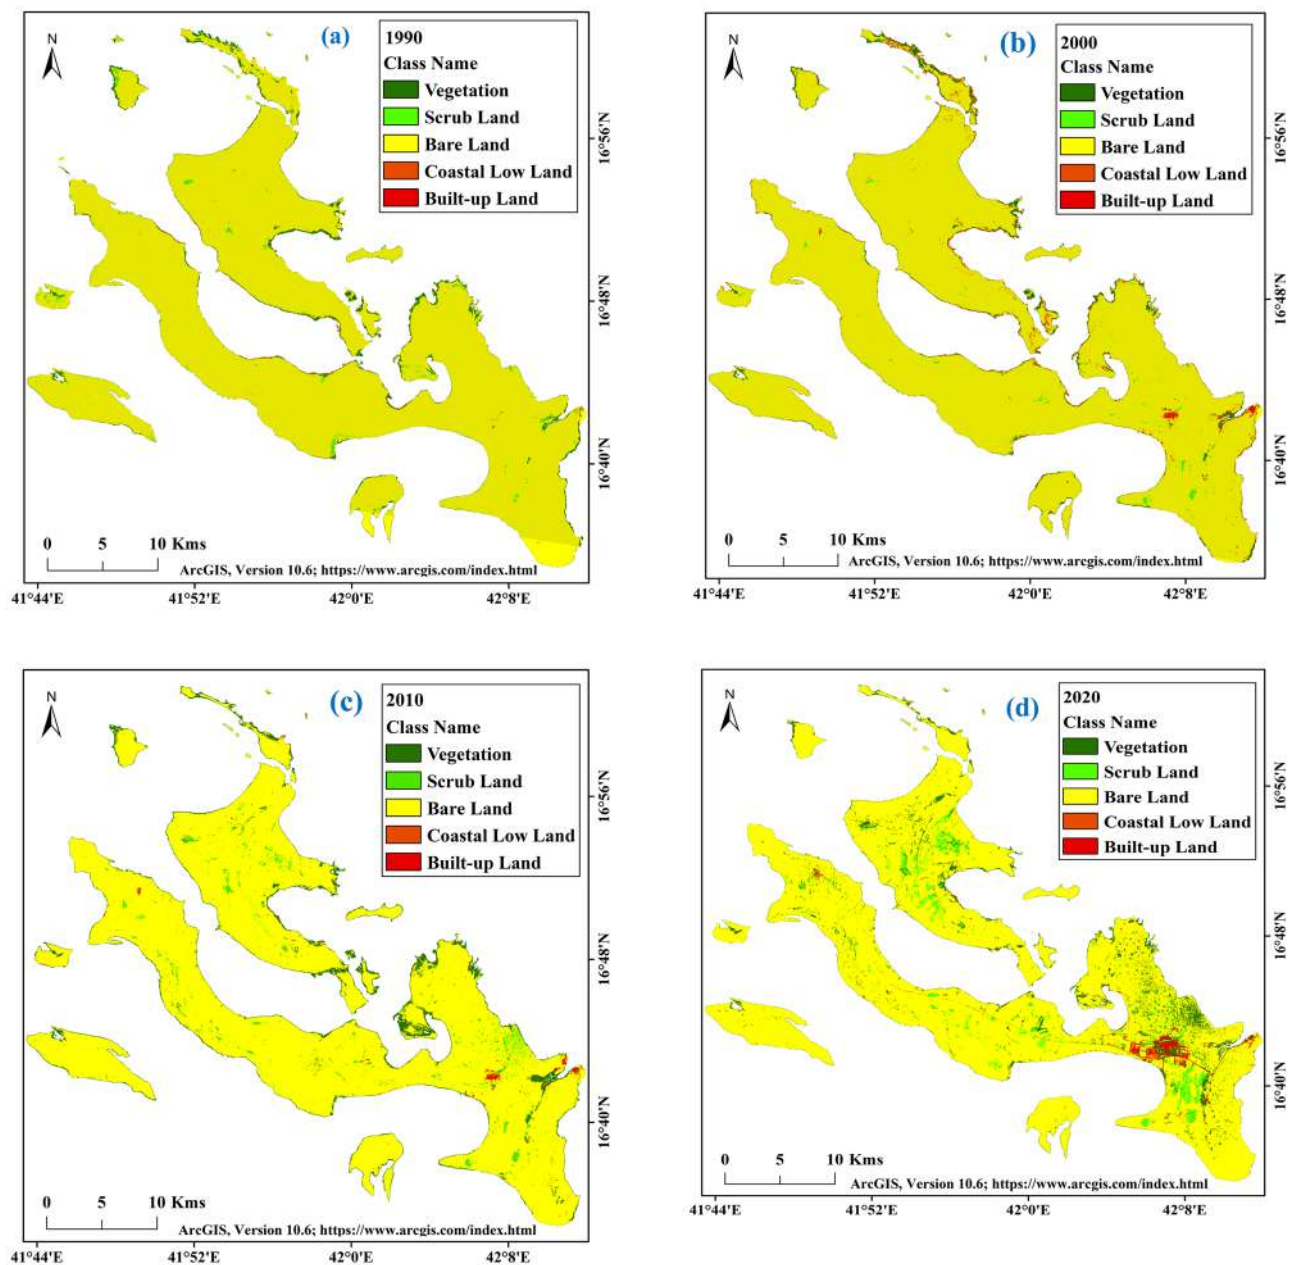 N
(a)
1990
Class Name
Vegetation
Scrub Land
Bare Land
Coastal Low Land
Built-up Land
16°56'N
16°48'N
16°40'N
0 5 10 Kms
ArcGIS, Version 10.6; https://www.arcgis.com/index.html
41°44'E 41°52'E 42°0'E 42°8'E
N
(b)
2000
Class Name
Vegetation
Scrub Land
Bare Land
Coastal Low Land
Built-up Land
16°56'N
16°48'N
16°40'N
0 5 10 Kms
ArcGIS, Version 10.6; https://www.arcgis.com/index.html
41°44'E 41°52'E 42°0'E 42°8'E
N
(c)
2010
Class Name
Vegetation
Scrub Land
Bare Land
Coastal Low Land
Built-up Land
16°56'N
16°48'N
16°40'N
0 5 10 Kms
ArcGIS, Version 10.6; https://www.arcgis.com/index.html
41°44'E 41°52'E 42°0'E 42°8'E
N
(d)
2020
Class Name
Vegetation
Scrub Land
Bare Land
Coastal Low Land
Built-up Land
16°56'N
16°48'N
16°40'N
0 5 10 Kms
ArcGIS, Version 10.6; https://www.arcgis.com/index.html
41°44'E 41°52'E 42°0'E 42°8'E